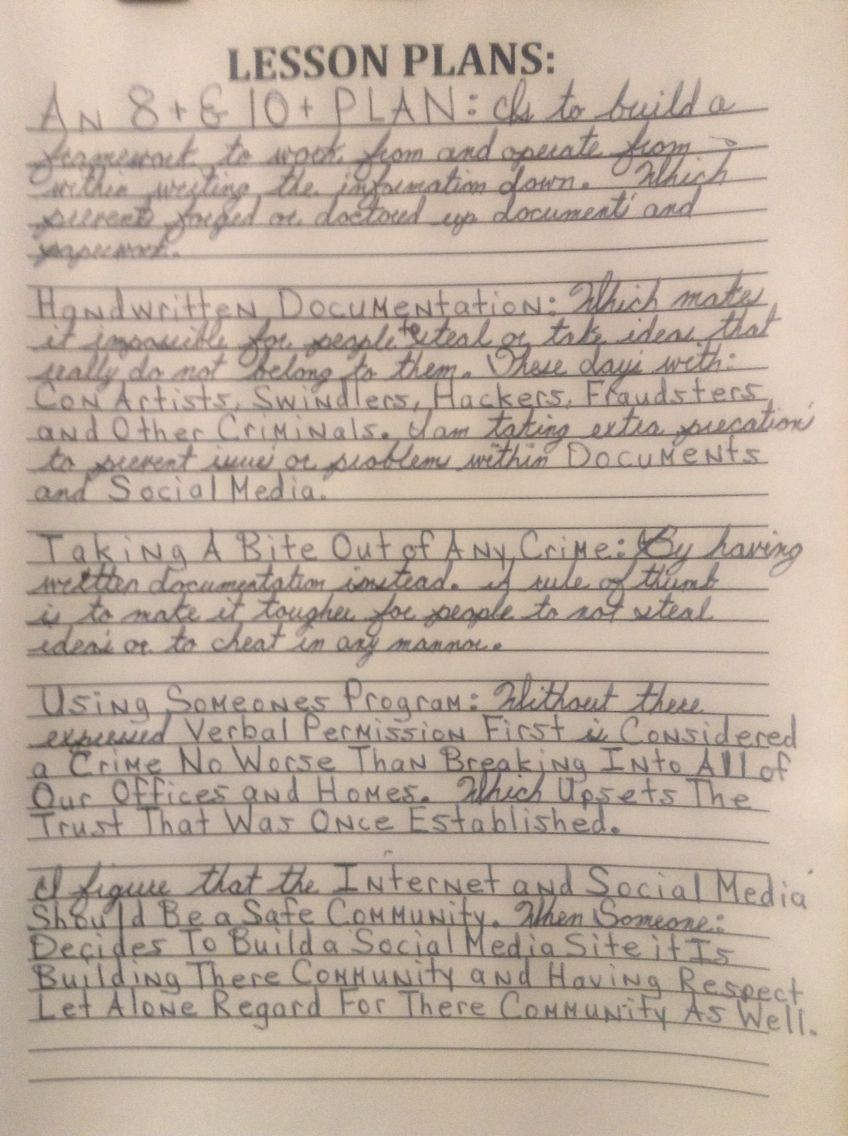 LESSON PLANS:
AN 8+ & 10+ PLAN: Is to build a
framework to work from and operate from
within writing the information down. Which
prevents forged or doctored up documents and
paperwork.
Handwritten Documentation: Which makes
it impossible for people to steal or take ideas that
really do not belong to them. These days with:
Con Artists, Swindlers, Hackers, Fraudsters
and Other Criminals. I am taking extra precations
to prevent issues or problems within Documents
and Social Media.
Taking A Bite Out of Any Crime: By having
written documentation instead. A rule of thumb
is to make it tougher for people to not steal
ideas or to cheat in any mannor.
Using Someones Program: Without there
expressed Verbal Permission First is Considered
a Crime No Worse Than Breaking Into All of
Our Offices and Homes. Which Upsets The
Trust That Was Once Established.
I figure that the Internet and Social Media
Should Be a Safe Community. When Someone:
Decides To Build a Social Media Site it Is
Building There Community and Having Respect
Let Alone Regard For There Community As Well.